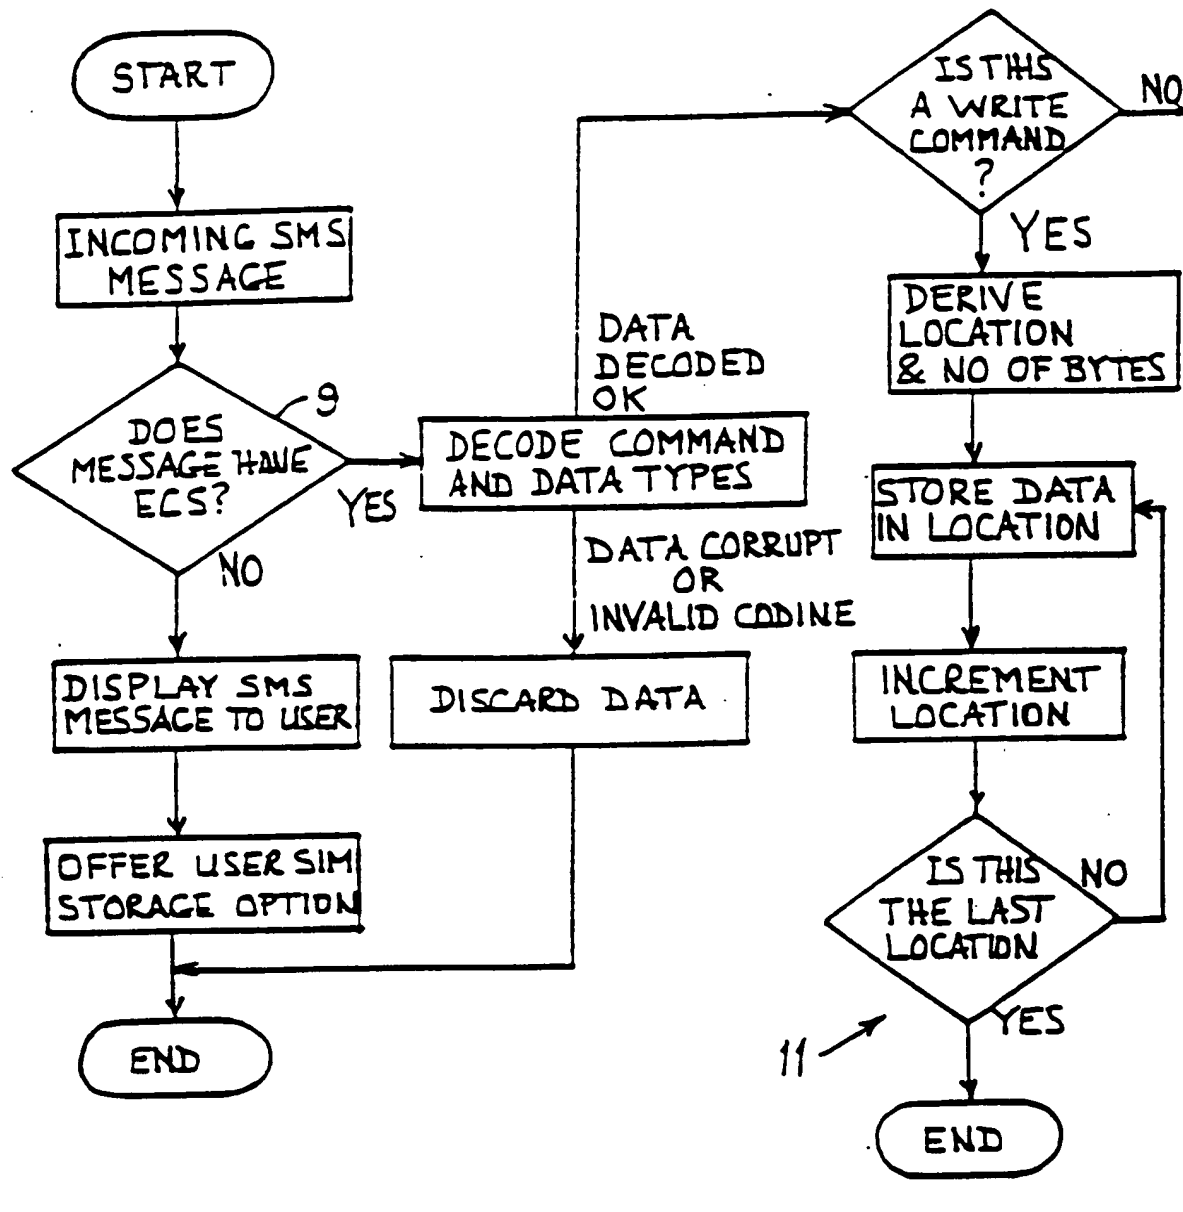 START
INCOMING SMS
MESSAGE
9
DOES
MESSAGE HAVE
ECS?
YES
NO
DISPLAY SMS
MESSAGE TO USER
OFFER USER SIM
STORAGE OPTION
END
DATA
DECODED
OK
DECODE COMMAND
AND DATA TYPES
DATA CORRUPT
OR
INVALID CODINE
DISCARD DATA
IS THIS
A WRITE
COMMAND
?
NO
YES
DERIVE
LOCATION
& NO OF BYTES
STORE DATA
IN LOCATION
INCREMENT
LOCATION
IS THIS
THE LAST
LOCATION
NO
YES
11
END